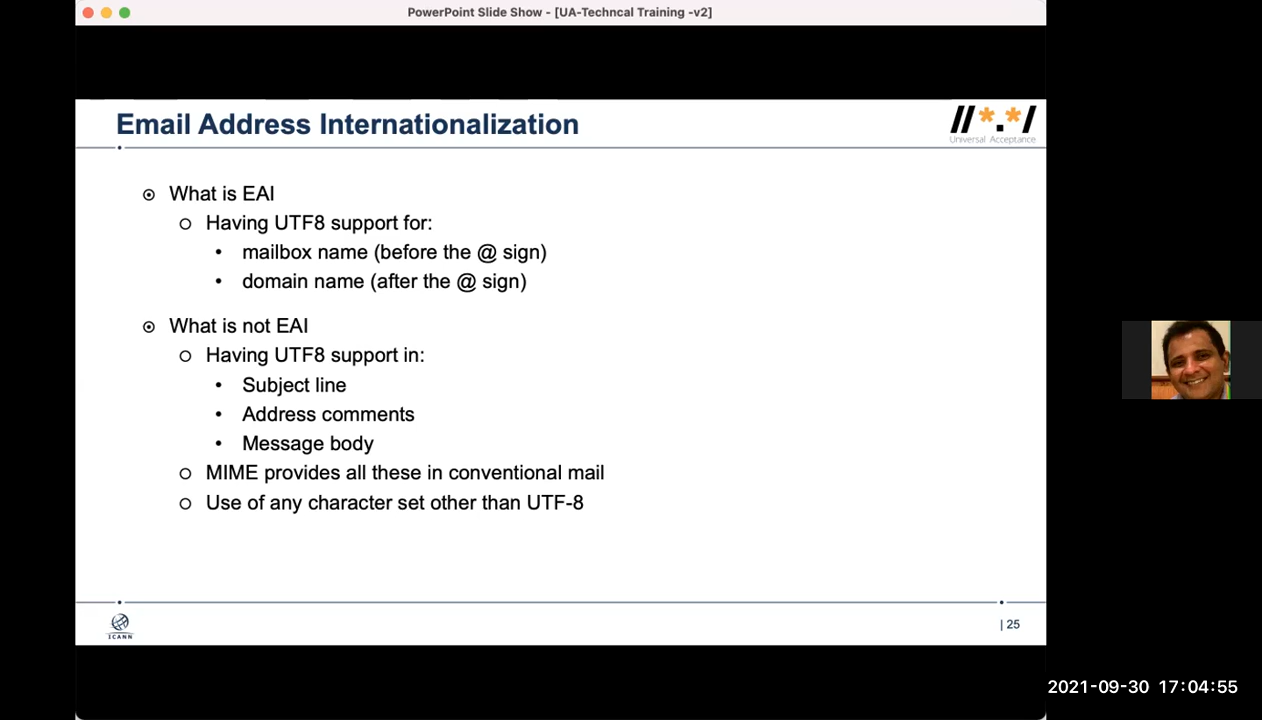 PowerPoint Slide Show - [UA-Techncal Training -v2]
Email Address Internationalization
//*.*/
Universal Acceptance
What is EAI
Having UTF8 support for:
mailbox name (before the @ sign)
domain name (after the @ sign)
What is not EAI
Having UTF8 support in:
Subject line
Address comments
Message body
MIME provides all these in conventional mail
Use of any character set other than UTF-8
ICANN
| 25
2021-09-30 17:04:55